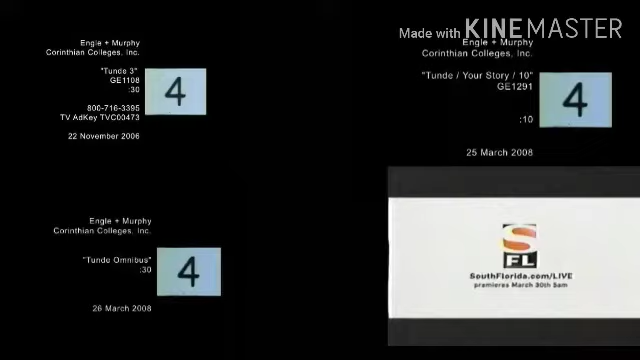 Engle + Murphy
Corinthian Colleges, Inc.
"Tunde 3"
GE1108
:30
800-716-3395
TV AdKey TVC00473
22 November 2006
4
Made with KINEMASTER
Engle + Murphy
Corinthian Colleges, Inc.
"Tunde / Your Story / 10"
GE1291
:10
25 March 2008
4
Engle + Murphy
Corinthian Colleges, Inc.
"Tunde Omnibus"
:30
26 March 2008
4
S
FL
SouthFlorida.com/LIVE
premieres March 30th 5am